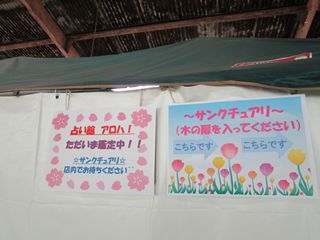 占い館 アロハ!
ただいま鑑定中!!
☆サンクチュアリ☆
店内でお待ちください
~サンクチュアリ~
(木の扉を入ってください)
こちらです こちらです